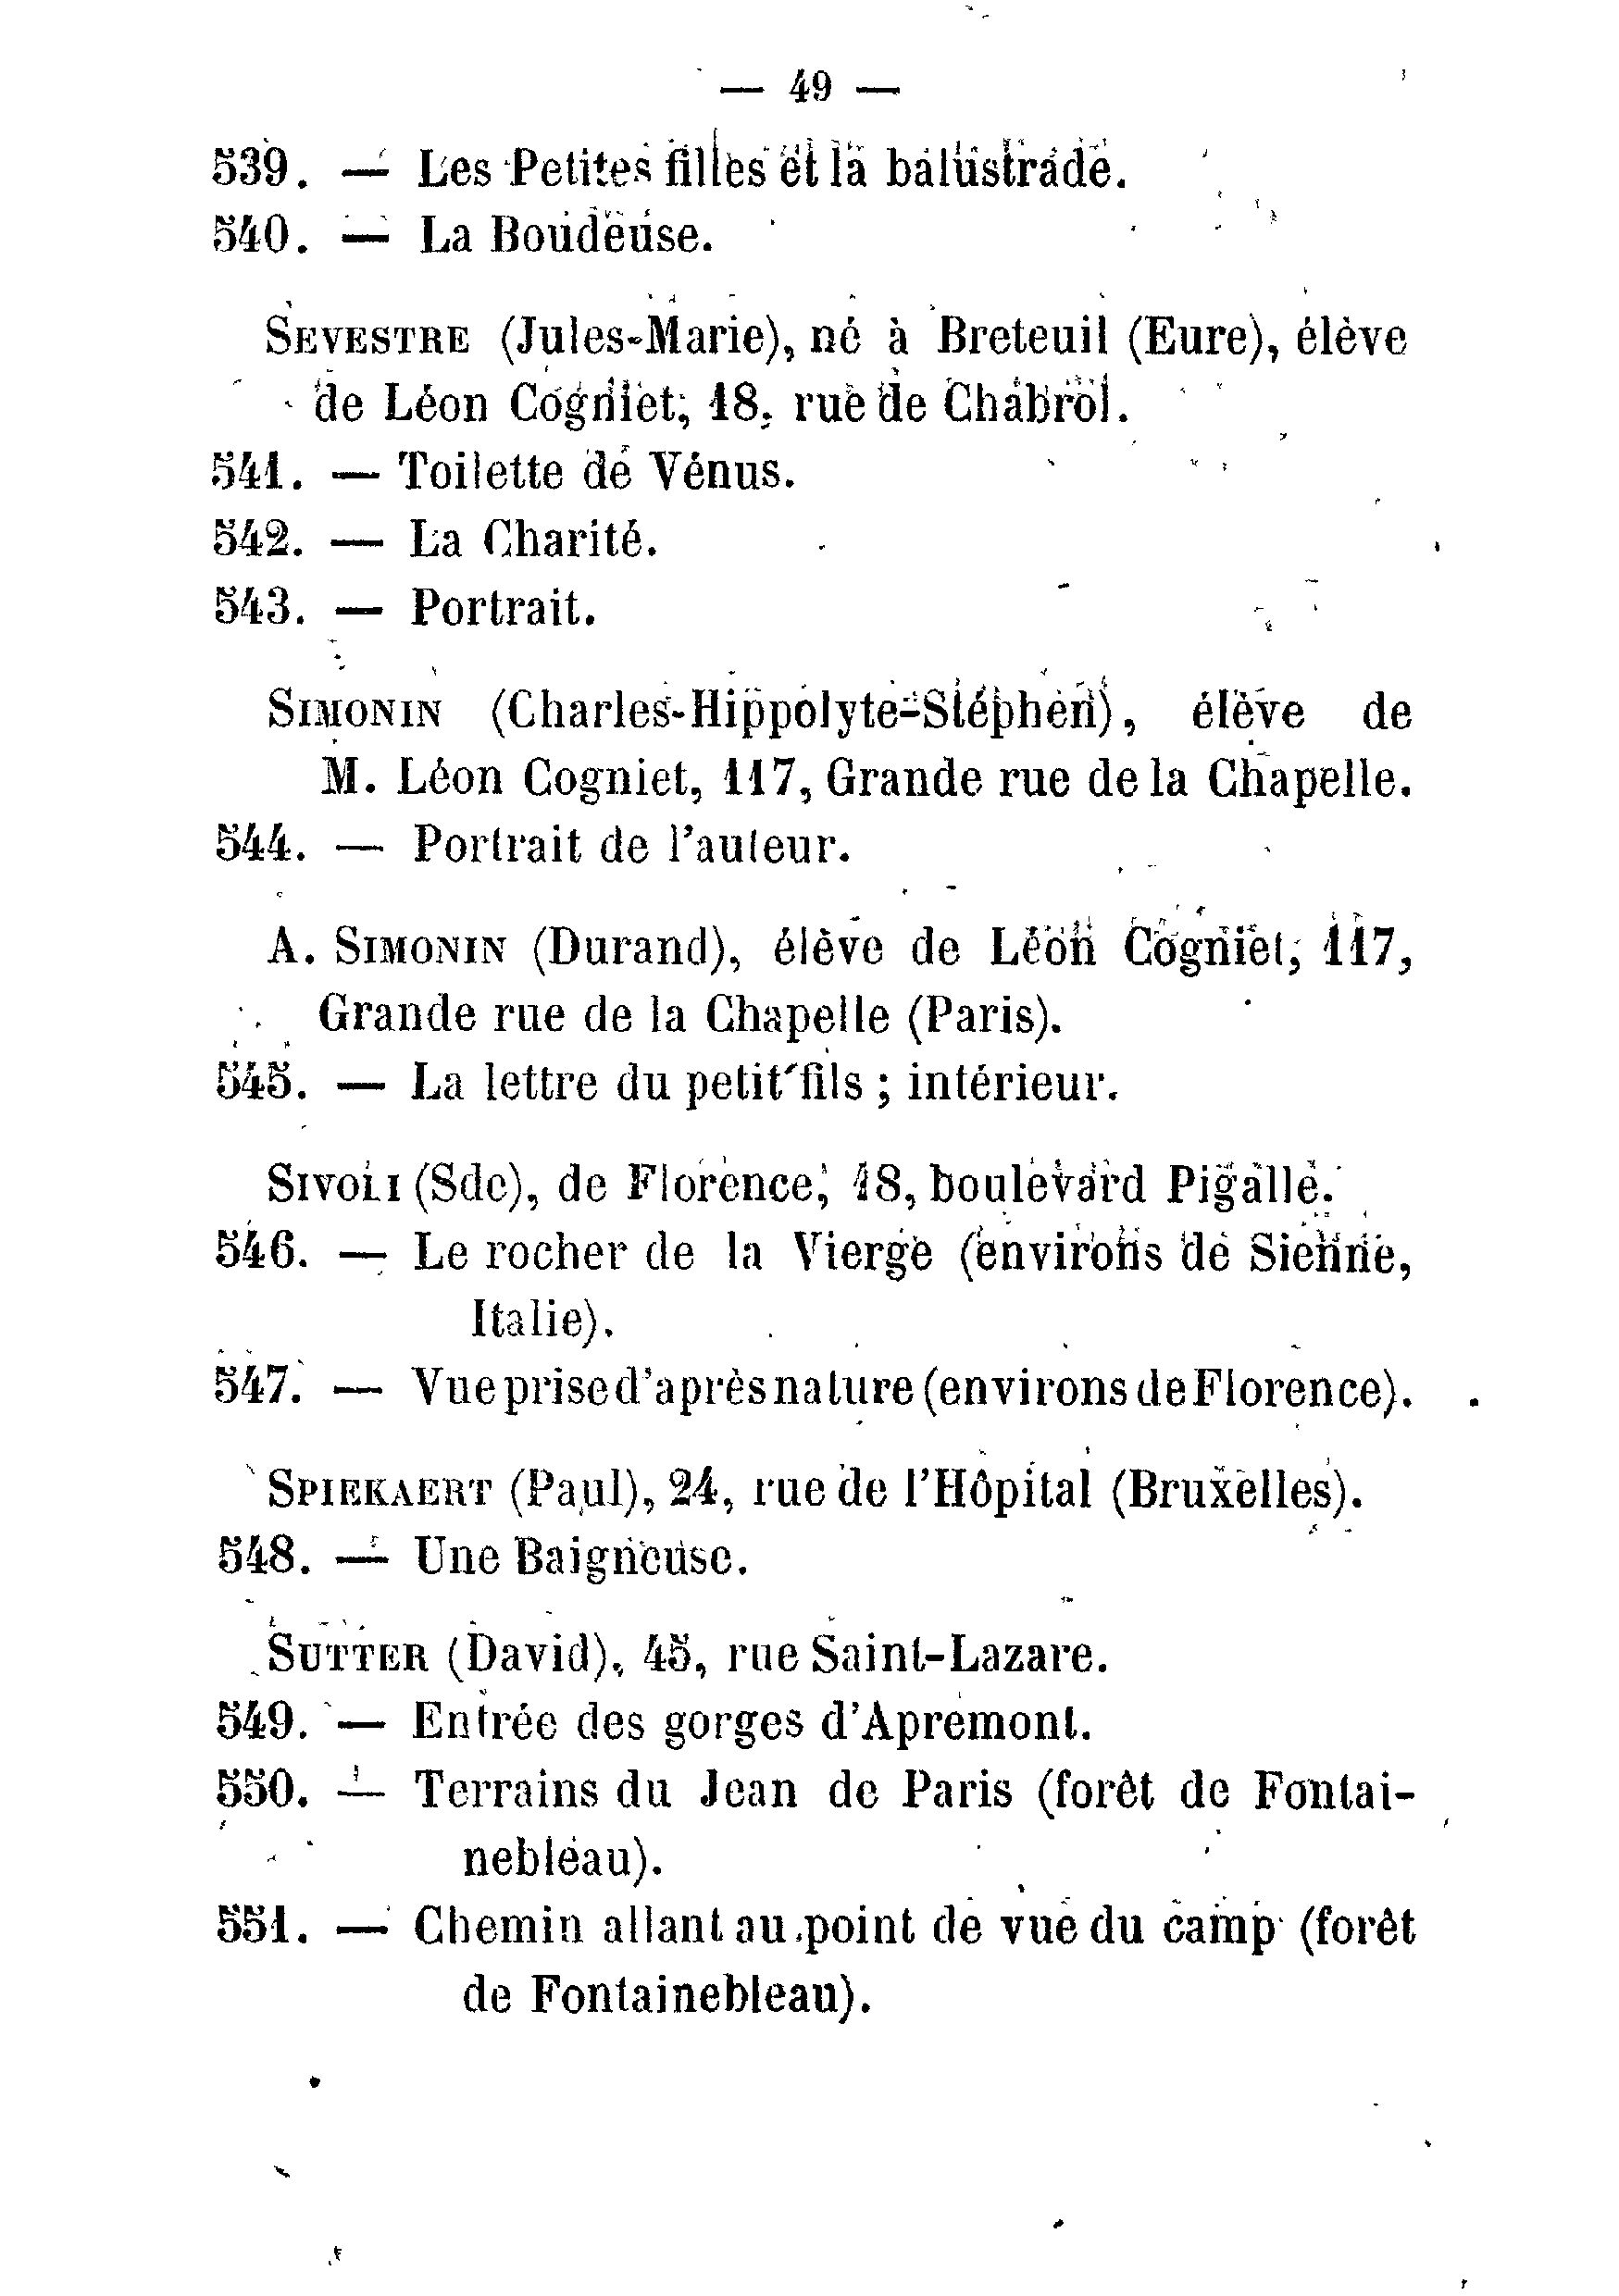 — 49 —
539. — Les Petites filles et la balustrade.
540. — La Boudeuse.
SEVESTRE (Jules-Marie), né à Breteuil (Eure), élève
de Léon Cogniet, 18, rue de Chabrol.
541. — Toilette de Vénus.
542. — La Charité.
543. — Portrait.
SIMONIN (Charles-Hippolyte-Stéphen), élève de
M. Léon Cogniet, 117, Grande rue de la Chapelle.
544. — Portrait de l'auteur.
A. SIMONIN (Durand), élève de Léon Cogniet, 117,
Grande rue de la Chapelle (Paris).
545. — La lettre du petit fils ; intérieur.
SIVOLI (Sdc), de Florence, 18, boulevard Pigalle.
546. — Le rocher de la Vierge (environs de Sienne,
Italie).
547. — Vue prise d'après nature (environs de Florence).
SPIEKAERT (Paul), 24, rue de l'Hôpital (Bruxelles).
548. — Une Baigneuse.
SUTTER (David), 45, rue Saint-Lazare.
549. — Entrée des gorges d'Apremont.
550. — Terrains du Jean de Paris (forêt de Fontai-
nebleau).
551. — Chemin allant au point de vue du camp (forêt
de Fontainebleau).